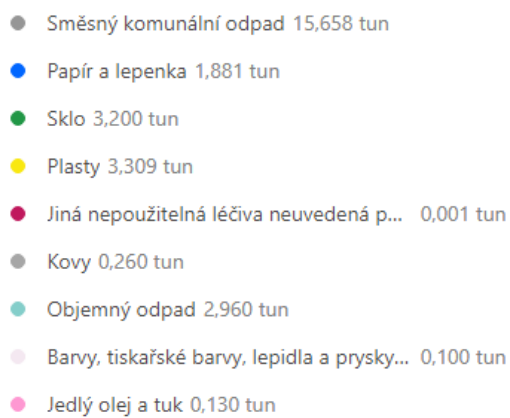 Směsný komunální odpad 15,658 tun
Papír a lepenka 1,881 tun
Sklo 3,200 tun
Plasty 3,309 tun
Jiná nepoužitelná léčiva neuvedená p... 0,001 tun
Kovy 0,260 tun
Objemný odpad 2,960 tun
Barvy, tiskařské barvy, lepidla a prysky... 0,100 tun
Jedlý olej a tuk 0,130 tun